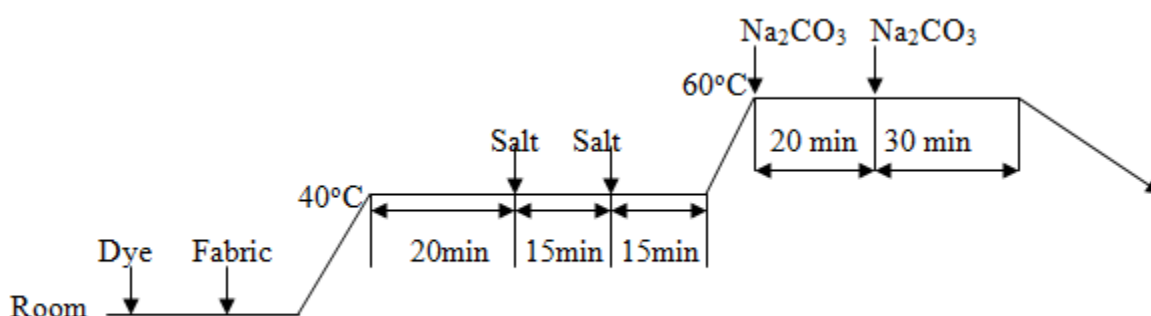 Na₂CO₃ Na₂CO₃
60°C
20 min 30 min
Salt Salt
40°C
20min 15min 15min
Dye Fabric
Room